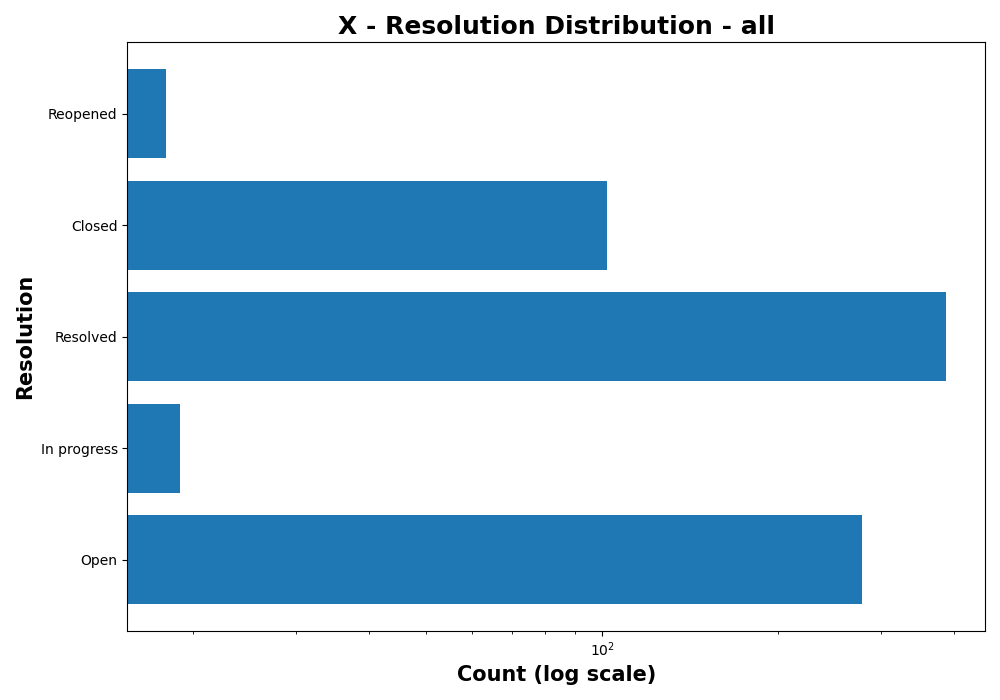 X - Resolution Distribution - all
Reopened
Closed
Resolved
In progress
Open
Resolution
10²
Count (log scale)